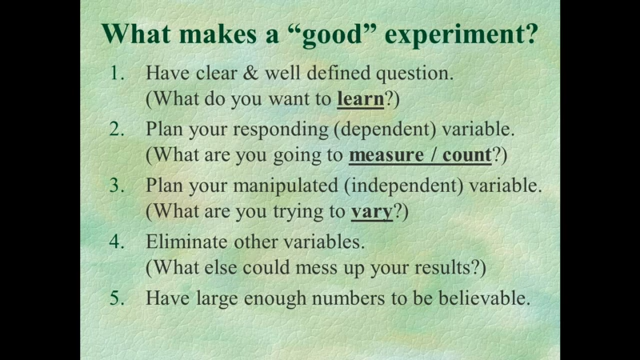 What makes a “good” experiment?
1. Have clear & well defined question.
(What do you want to learn?)
2. Plan your responding (dependent) variable.
(What are you going to measure / count?)
3. Plan your manipulated (independent) variable.
(What are you trying to vary?)
4. Eliminate other variables.
(What else could mess up your results?)
5. Have large enough numbers to be believable.